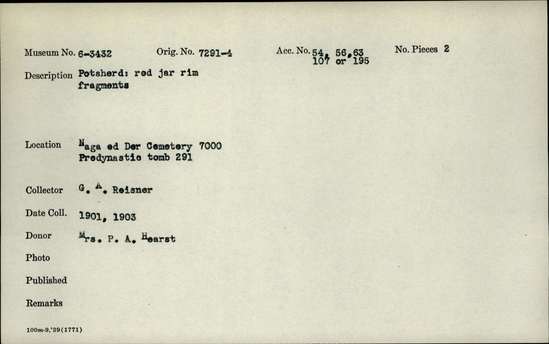 Museum No. 6-3432 Orig. No. 7291-4 Acc. No. 54, 56,63 No. Pieces 2
107 or 195
Description Potsherd: red jar rim
fragments
Location Naga ed Der Cemetery 7000
Predynastic tomb 291
Collector G. A. Reisner
Date Coll. 1901, 1903
Donor Mrs. P. A. Hearst
Photo
Published
Remarks
100m-9,'29(1771)